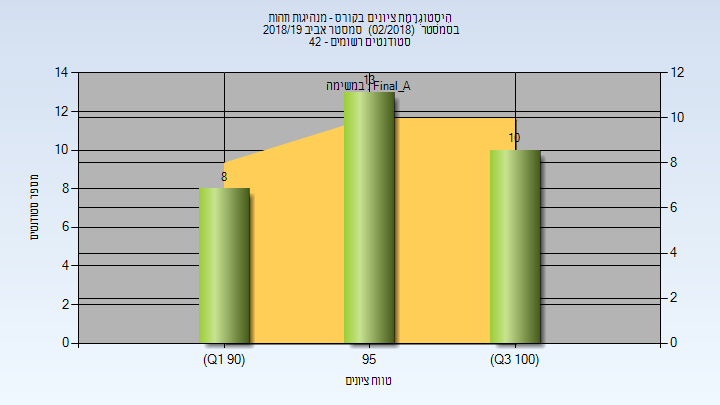 היסטוגרמת ציונים בקורס - מנהיגות וזהות
בסמסטר (02/2018) סמסטר אביב 2018/19
סטודנטים רשומים - 42
במשימה : Final_A
14
12
10
8
6
4
2
0
12
10
8
6
4
2
0
8
13
10
מספר סטודנטים
(Q1 90)
95
(Q3 100)
טווח ציונים